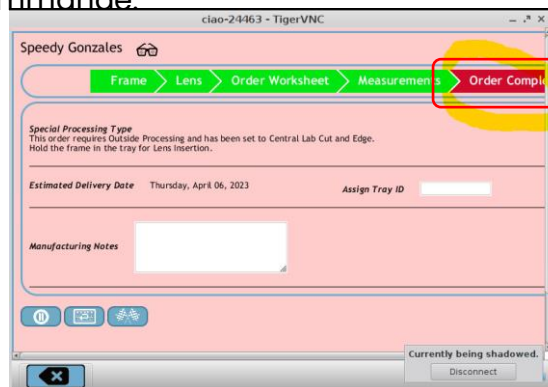 ciao-24463 - TigerVNC
Speedy Gonzales
Frame Lens Order Worksheet Measurements Order Comple
Special Processing Type
This order requires Outside Processing and has been set to Central Lab Cut and Edge.
Hold the frame in the tray for Lens Insertion.
Estimated Delivery Date Thursday, April 06, 2023 Assign Tray ID
Manufacturing Notes
Currently being shadowed.
Disconnect